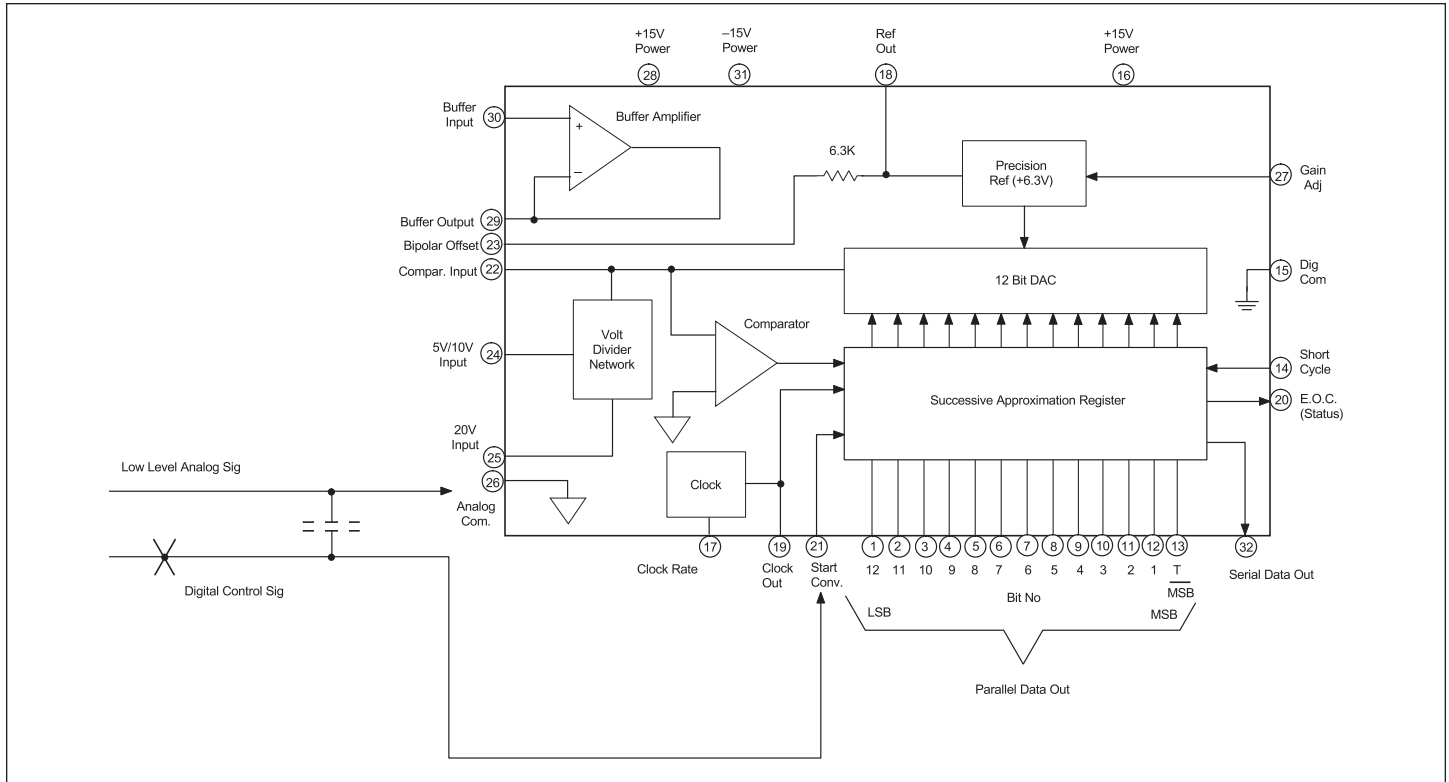 +15V
Power
28
–15V
Power
31
Ref
Out
18
+15V
Power
16
Buffer
Input
30
Buffer Amplifier
+
–
6.3K
Precision
Ref (+6.3V)
27
Gain
Adj
Buffer Output
29
Bipolar Offset
23
Compar. Input
22
12 Bit DAC
15
Dig
Com
Volt
Divider
Network
Comparator
5V/10V
Input
24
Successive Approximation Register
14
Short
Cycle
20
E.O.C.
(Status)
20V
Input
25
Low Level Analog Sig
26
Analog
Com.
Clock
17
19
21
1
2
3
4
5
6
7
8
9
10
11
12
13
32
Clock Rate
Clock
Out
Start
Conv.
12
11
10
9
8
7
6
5
4
3
2
1
T
Serial Data Out
Digital Control Sig
Bit No
MSB
LSB
MSB
Parallel Data Out